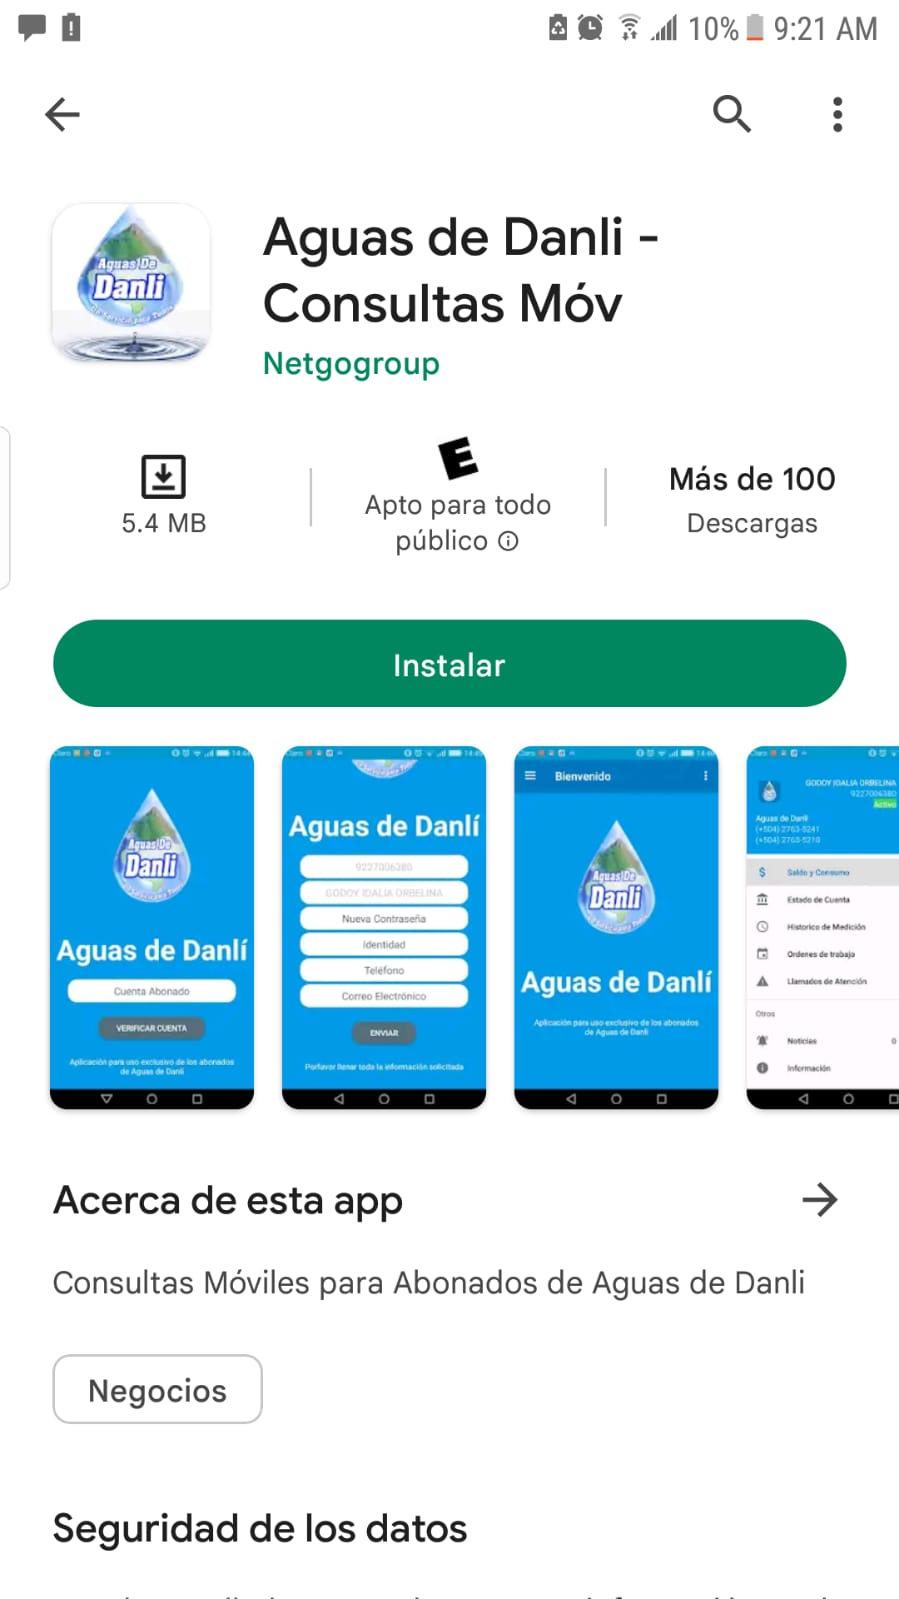 10% 9:21 AM
Aguas De
Danli
Aguas de Danli -
Consultas Móv
Netgogroup
5.4 MB
E
Apto para todo
público
Más de 100
Descargas
Instalar
Aguas De
Danli
Aguas de Danlí
Cuenta Abonado
VERIFICAR CUENTA
Aplicación para uso exclusivo de los abonados
de Aguas de Danlí
Aguas de Danlí
9227006380
GODOY IDALIA ORBELINA
Nueva Contraseña
Identidad
Teléfono
Correo Electrónico
ENVIAR
Porfavor llenar toda la información solicitada
Bienvenido
Aguas De
Danli
Aguas de Danlí
Aplicación para uso exclusivo de los abonados
de Aguas de Danlí
GODOY IDALIA ORBELINA
9227006380
Activo
Aguas de Danlí
(+504) 2763-5241
(+504) 2763-5210
Saldo y Consumo
Estado de Cuenta
Historico de Medición
Ordenes de trabajo
Llamados de Atención
Otros
Noticias 0
Información
Acerca de esta app
Consultas Móviles para Abonados de Aguas de Danli
Negocios
Seguridad de los datos